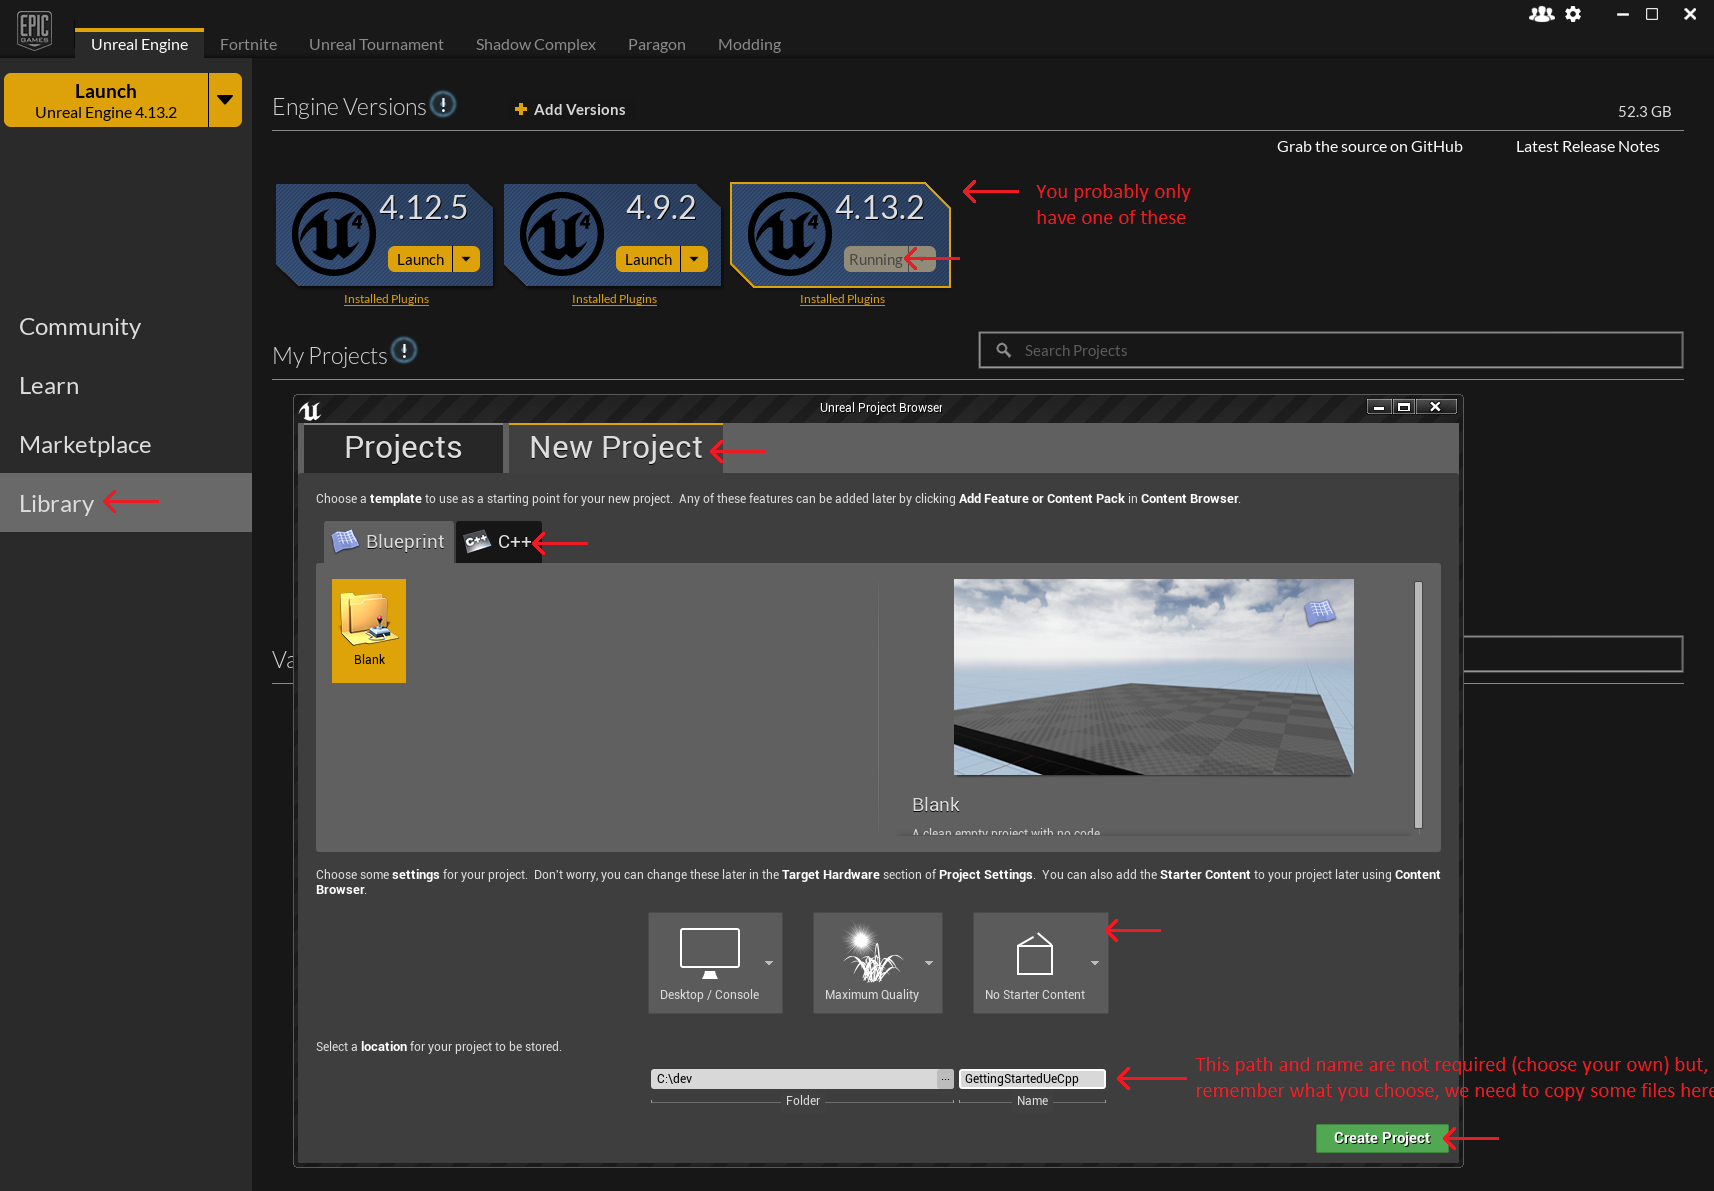 EPIC
GAMES
Unreal Engine
Fortnite
Unreal Tournament
Shadow Complex
Paragon
Modding
Launch
Unreal Engine 4.13.2
Engine Versions
Add Versions
52.3 GB
Grab the source on GitHub
Latest Release Notes
4.12.5
Launch
Installed Plugins
4.9.2
Launch
Installed Plugins
4.13.2
Running
Installed Plugins
You probably only
have one of these
Community
Learn
Marketplace
Library
My Projects
Search Projects
Va
Unreal Project Browser
Projects
New Project
Choose a template to use as a starting point for your new project. Any of these features can be added later by clicking Add Feature or Content Pack in Content Browser.
Blueprint
C++
C++
Blank
Blank
A clean empty project with no code.
Choose some settings for your project. Don't worry, you can change these later in the Target Hardware section of Project Settings. You can also add the Starter Content to your project later using Content
Browser.
Desktop / Console
Maximum Quality
No Starter Content
Select a location for your project to be stored.
C:\dev
...
GettingStartedUeCpp
Folder
Name
This path and name are not required (choose your own) but,
remember what you choose, we need to copy some files here
Create Project